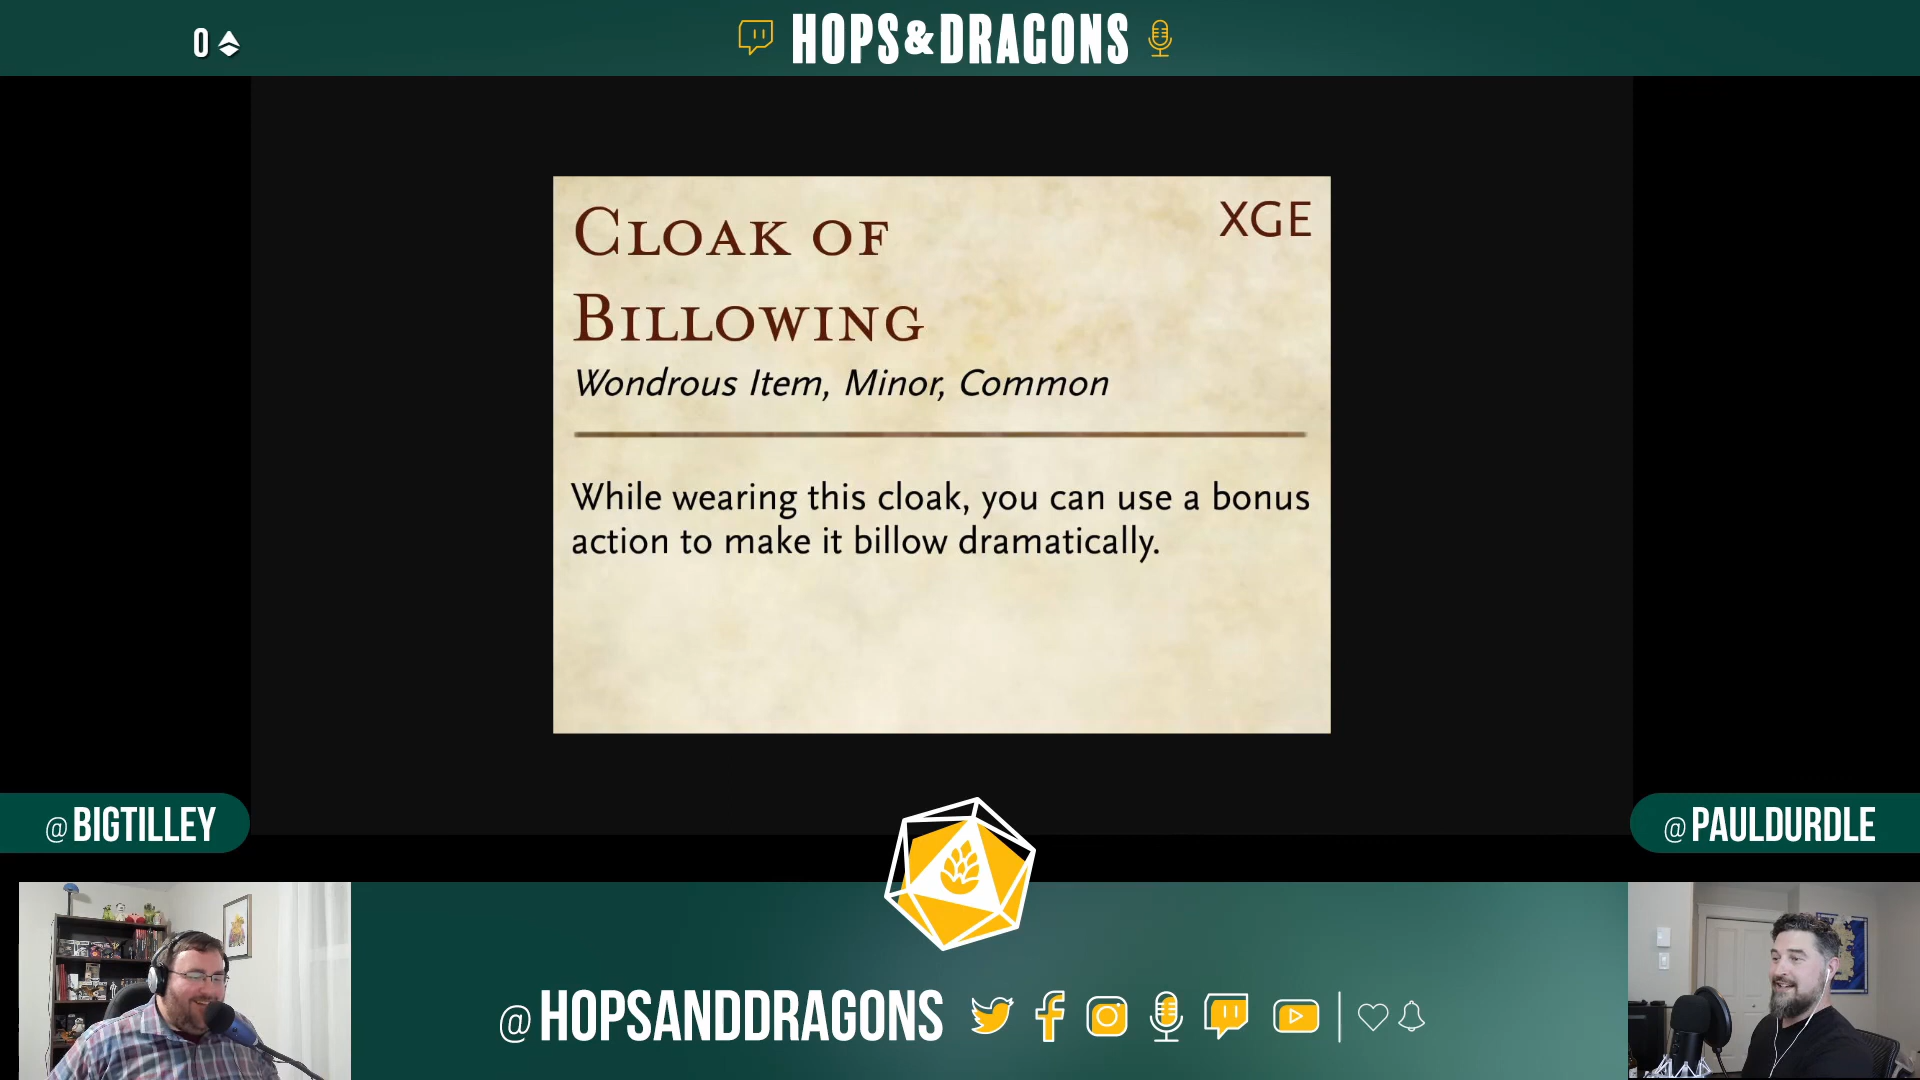 0
HOPS&DRAGONS
CLOAK OF
BILLOWING
XGE
Wondrous Item, Minor, Common
While wearing this cloak, you can use a bonus
action to make it billow dramatically.
@BIGTILLEY
@PAULDURDLE
@HOPSANDDRAGONS